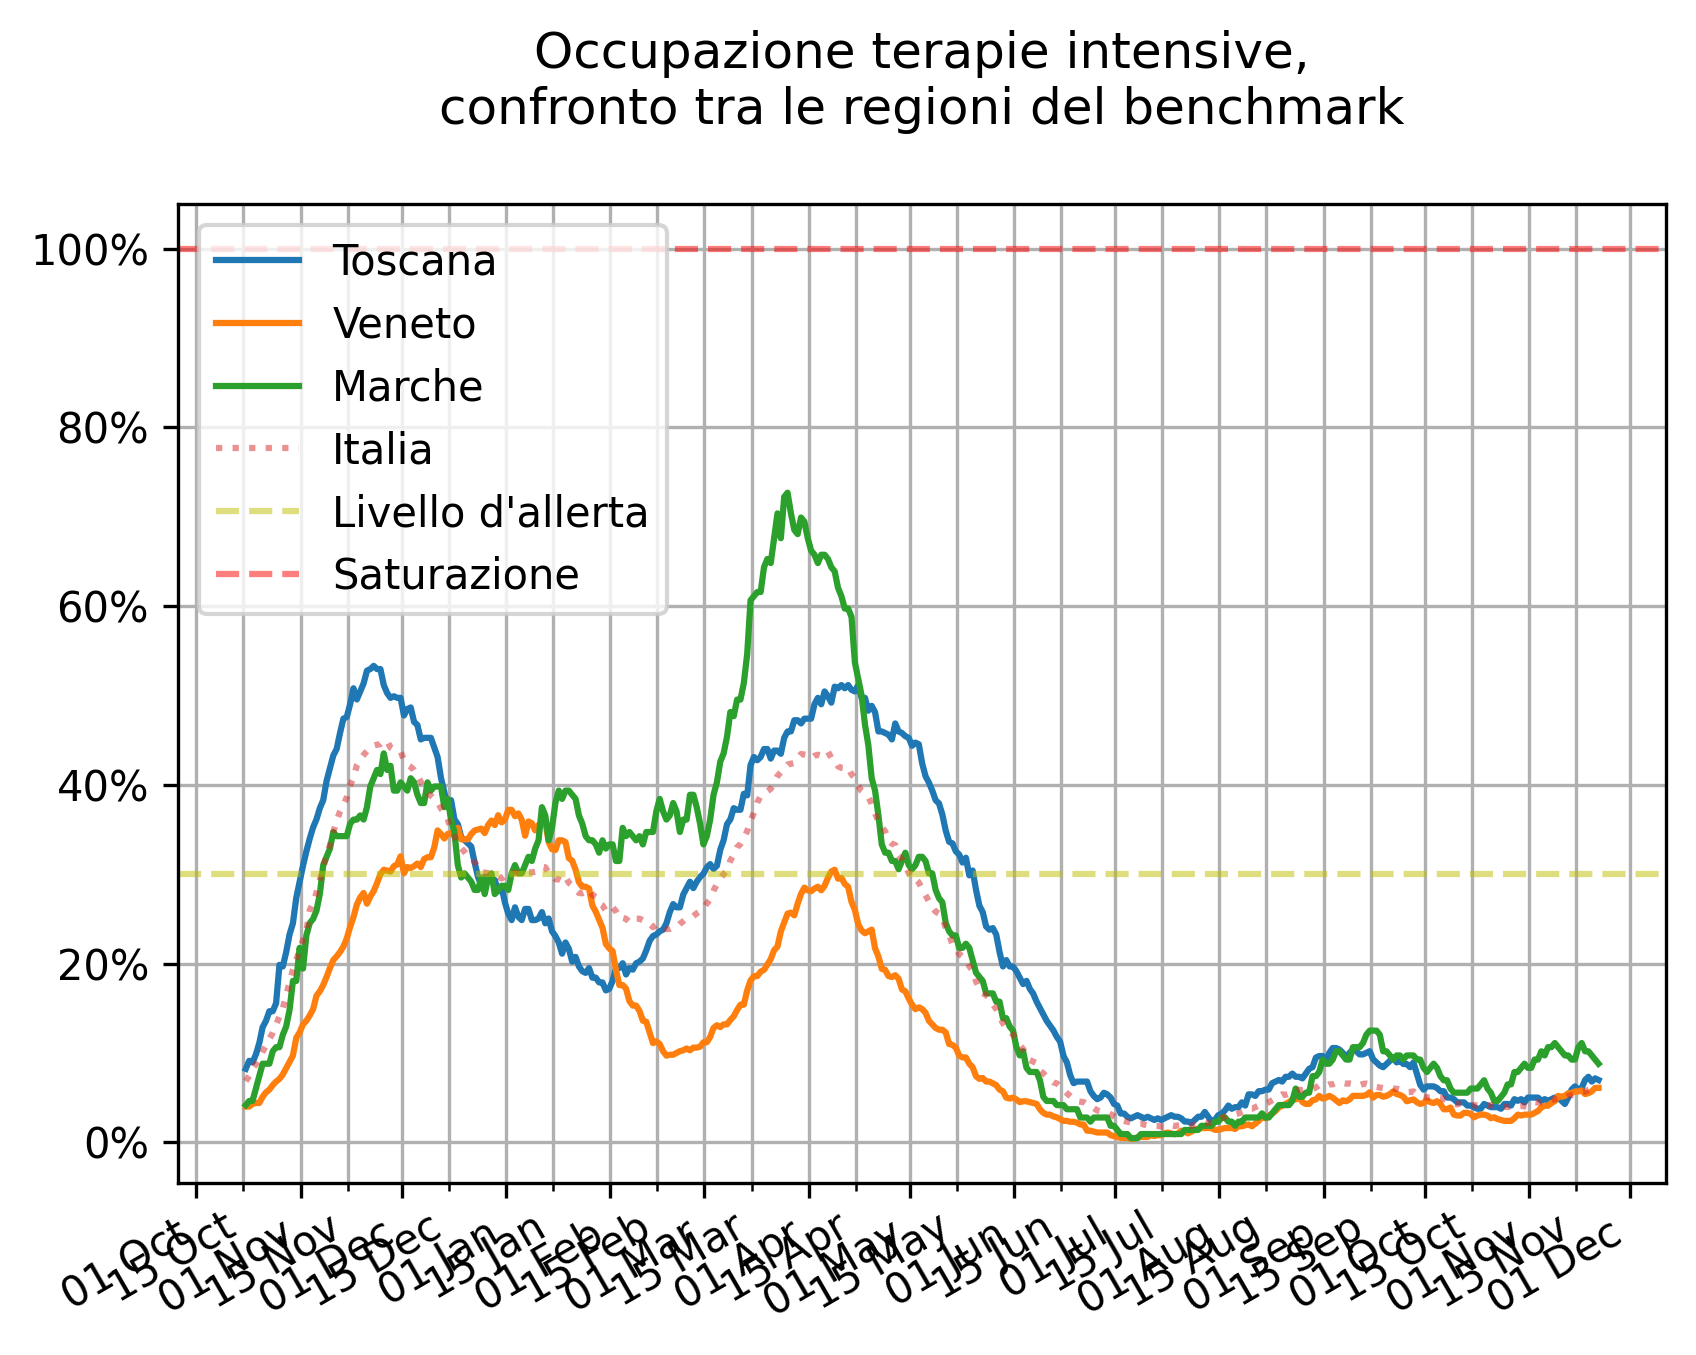 Occupazione terapie intensive,
confronto tra le regioni del benchmark
100%
80%
60%
40%
20%
0%
Toscana
Veneto
Marche
Italia
Livello d'allerta
Saturazione
01 Oct
15 Oct
01 Nov
15 Nov
01 Dec
15 Dec
01 Jan
15 Jan
01 Feb
15 Feb
01 Mar
15 Mar
01 Apr
15 Apr
01 May
15 May
01 Jun
15 Jun
01 Jul
15 Jul
01 Aug
15 Aug
01 Sep
15 Sep
01 Oct
15 Oct
01 Nov
15 Nov
01 Dec